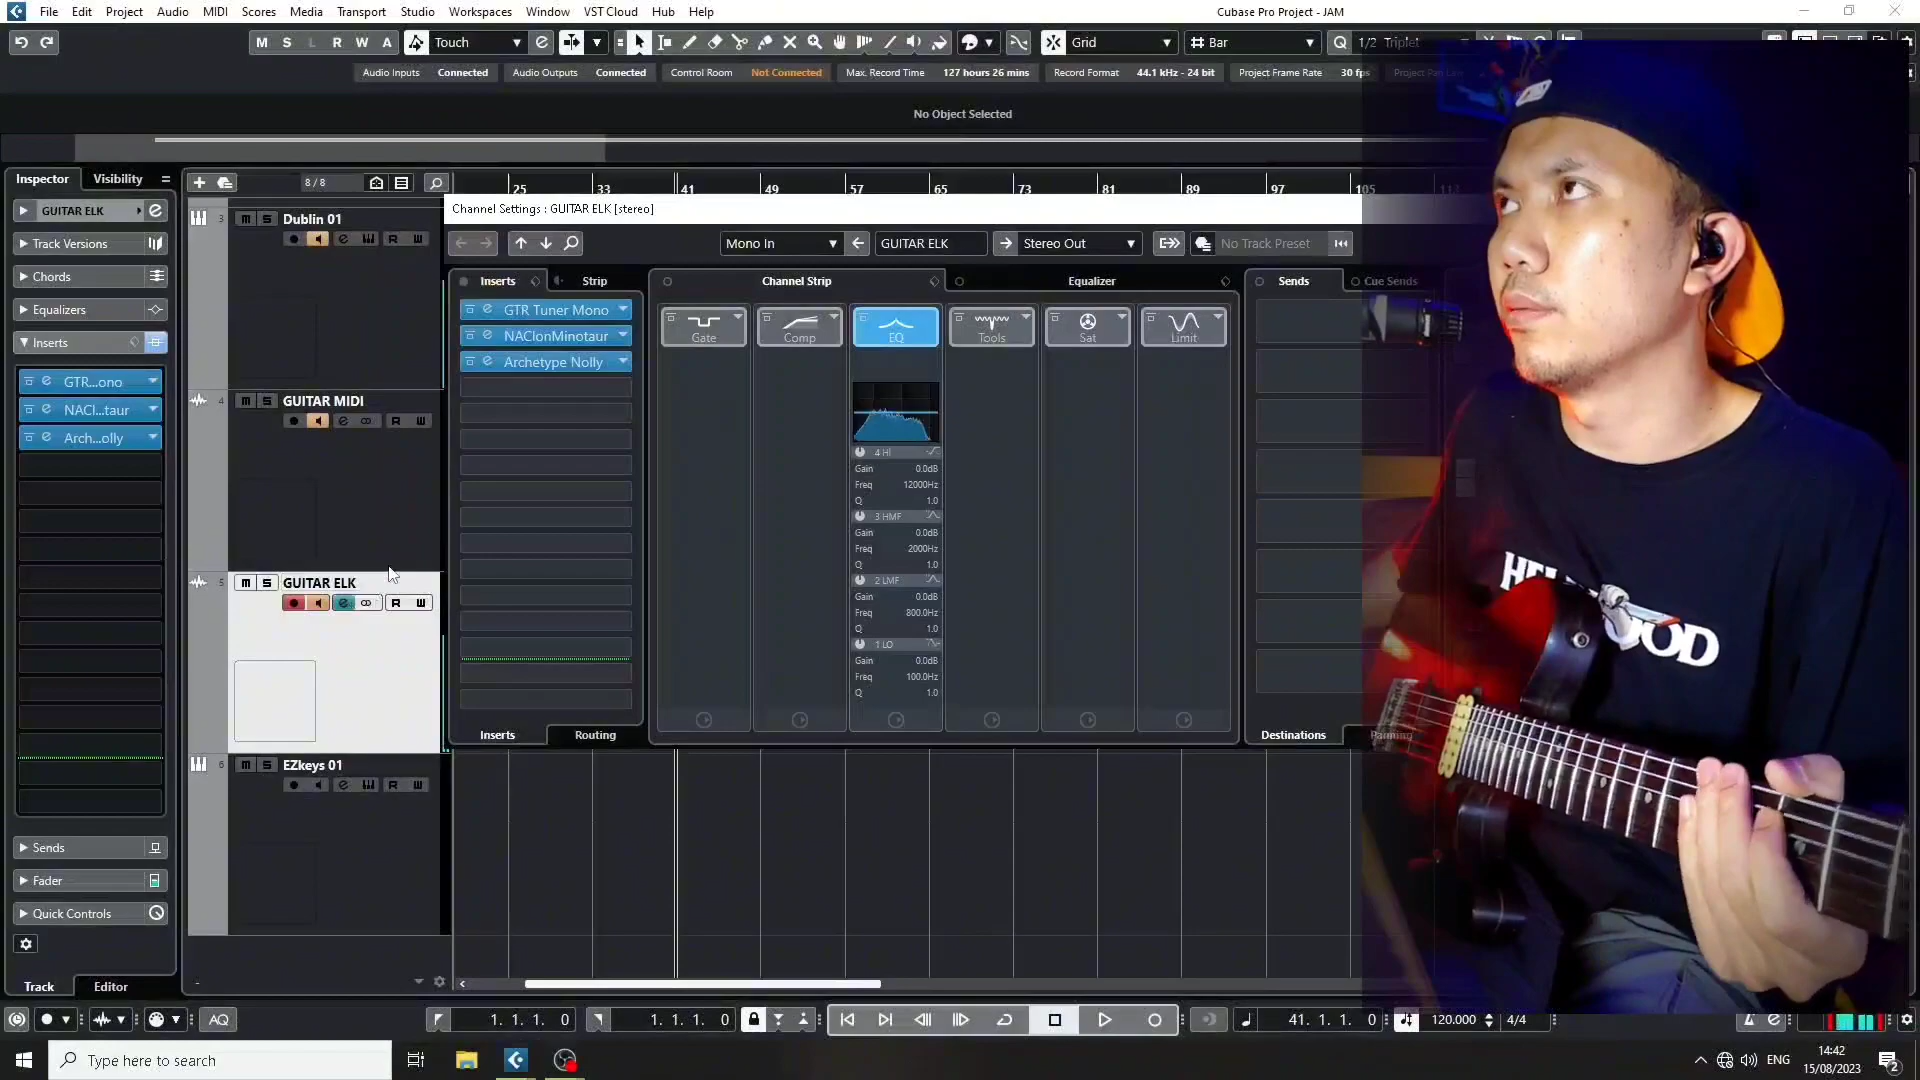 File Edit Project Audio MIDI Scores Media Transport Studio Workspaces Window VST Cloud Hub Help
Cubase Pro Project - JAM
M S L R W A Touch Grid Bar Q 1/2 Triplet
Audio Inputs Connected Audio Outputs Connected Control Room Not Connected Max. Record Time 127 hours 26 mins Record Format 44.1 kHz - 24 bit Project Frame Rate 30 fps
No Object Selected
Inspector Visibility 8/8 25 33 41 49 57 65 73 81 89 97 105 113
GUITAR ELK
Track Versions
Chords
Equalizers
Inserts
GTR...ono
NACl...taur
Arch...olly
Sends
Fader
Quick Controls
Track Editor
3 m s Dublin 01
R W
4 m s GUITAR MIDI
R W
5 m s GUITAR ELK
R W
6 m s EZkeys 01
R W
Channel Settings : GUITAR ELK [stereo]
Mono In GUITAR ELK Stereo Out No Track Preset
Inserts Strip Channel Strip Equalizer Sends Cue Sends
GTR Tuner Mono
NAClonMinotaur
Archetype Nolly
Gate Comp EQ Tools Sat Limit
4 HI
Gain 0.0dB
Freq 12000Hz
Q 1.0
3 HMF
Gain 0.0dB
Freq 2000Hz
Q 1.0
2 LMF
Gain 0.0dB
Freq 800.0Hz
Q 1.0
1 LO
Gain 0.0dB
Freq 100.0Hz
Q 1.0
Inserts Routing Destinations Panning
AQ 1. 1. 1. 0 1. 1. 1. 0 41. 1. 1. 0 120.000 4/4
Type here to search
ENG 14:42
15/08/2023
2